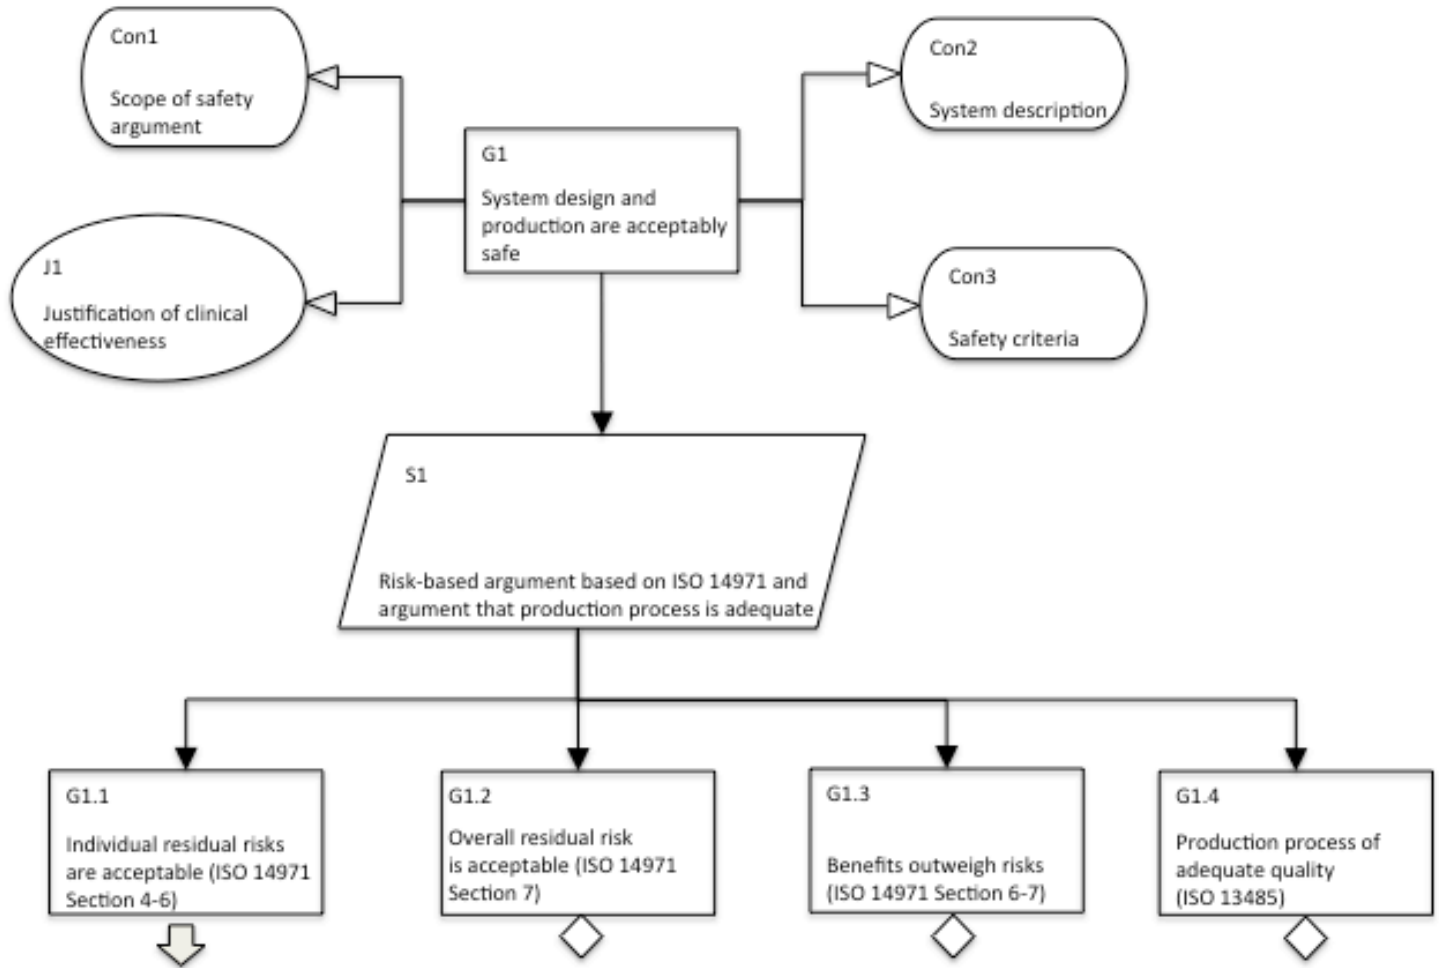 Con1
Scope of safety
argument
Con2
System description
G1
System design and
production are acceptably
safe
J1
Justification of clinical
effectiveness
Con3
Safety criteria
S1
Risk-based argument based on ISO 14971 and
argument that production process is adequate
G1.1
Individual residual risks
are acceptable (ISO 14971
Section 4-6)
G1.2
Overall residual risk
is acceptable (ISO 14971
Section 7)
G1.3
Benefits outweigh risks
(ISO 14971 Section 6-7)
G1.4
Production process of
adequate quality
(ISO 13485)